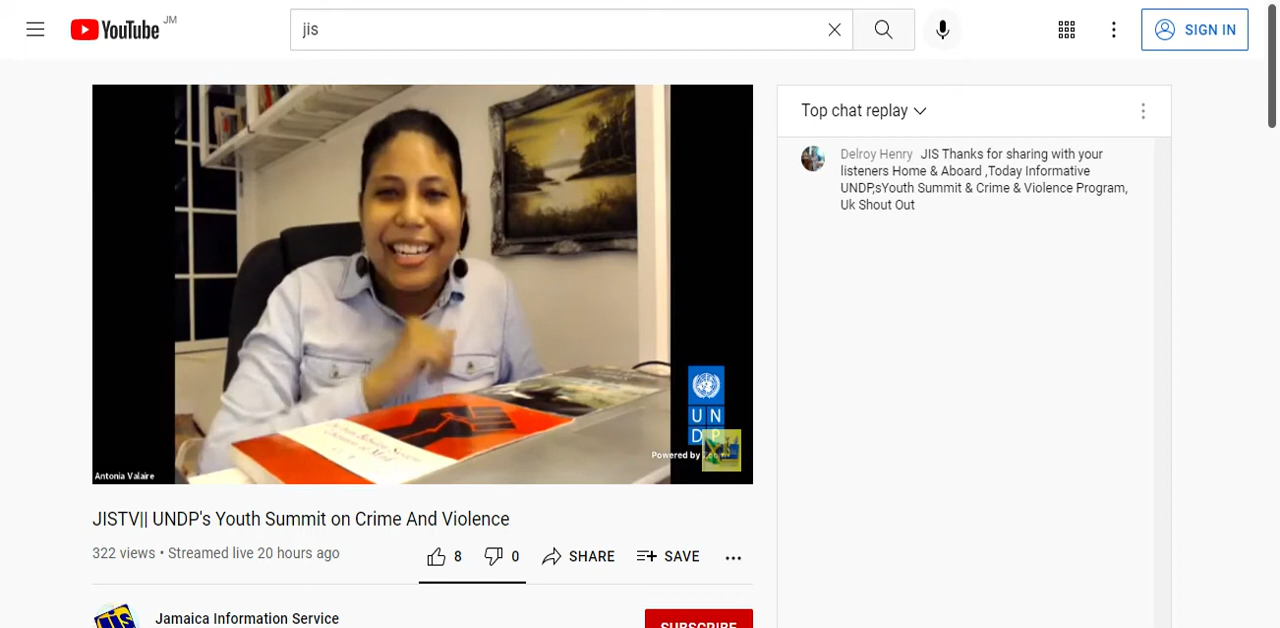 YouTube JM
jis
SIGN IN
Antonia Valaire
U N
D P
Powered by
JISTV|| UNDP's Youth Summit on Crime And Violence
322 views • Streamed live 20 hours ago
8
0
SHARE
SAVE
jis
Jamaica Information Service
SUBSCRIBE
Top chat replay
Delroy Henry JIS Thanks for sharing with your
listeners Home & Aboard ,Today Informative
UNDP,sYouth Summit & Crime & Violence Program,
Uk Shout Out